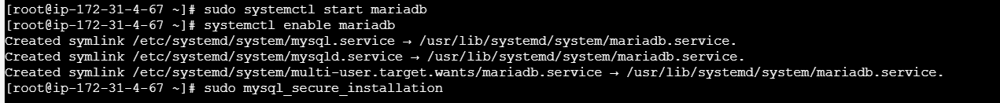 [root@ip-172-31-4-67 ~]# sudo systemctl start mariadb
[root@ip-172-31-4-67 ~]# systemctl enable mariadb
Created symlink /etc/systemd/system/mysql.service → /usr/lib/systemd/system/mariadb.service.
Created symlink /etc/systemd/system/mysqld.service → /usr/lib/systemd/system/mariadb.service.
Created symlink /etc/systemd/system/multi-user.target.wants/mariadb.service → /usr/lib/systemd/system/mariadb.service.
[root@ip-172-31-4-67 ~]# sudo mysql_secure_installation